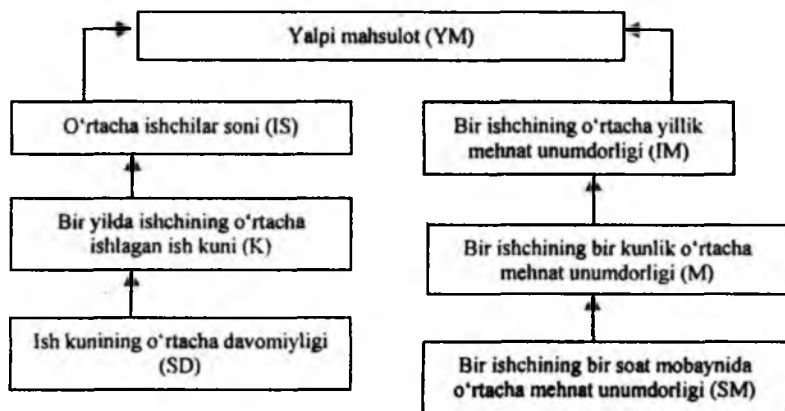 Yalpi mahsulot (YM)
O‘rtacha ishchilar soni (IS)
Bir yilda ishchining o‘rtacha
ishlagan ish kuni (K)
Ish kunining o‘rtacha davomiyligi
(SD)
Bir ishchining o‘rtacha yillik
mehnat unumdorligi (IM)
Bir ishchining bir kunlik o‘rtacha
mehnat unumdorligi (M)
Bir ishchining bir soat mobaynida
o‘rtacha mehnat unumdorligi (SM)